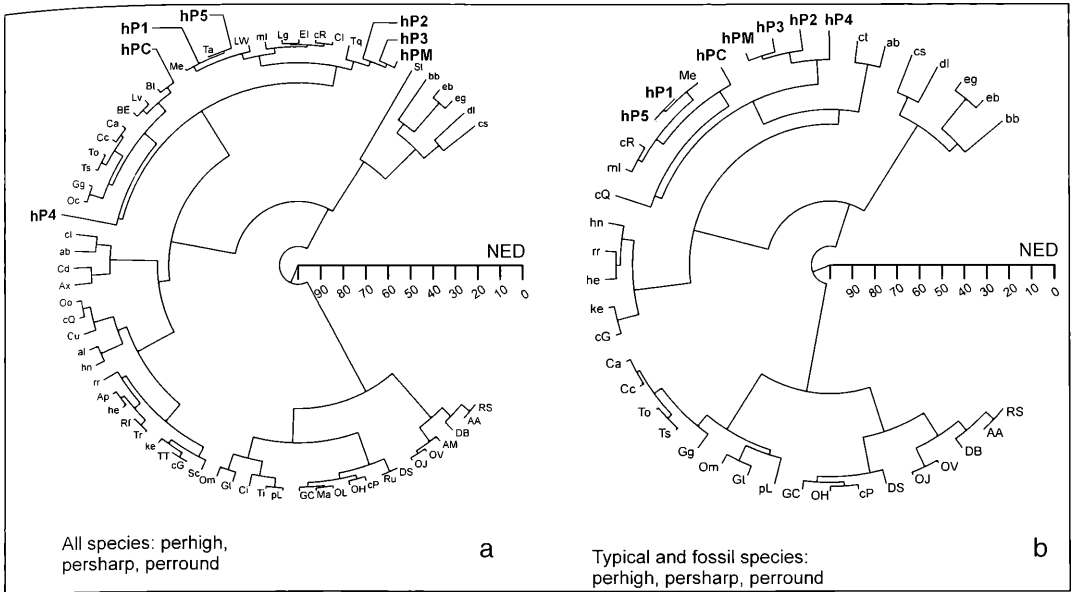 hP1
hP5
hPC
Me
Ta
LW
ml
Lg
El
cR
Cl
Tq
hP2
hP3
hPM
St
bb
eb
eg
dl
cs
Bl
Lv
BE
Ca
Cc
To
Ts
Gg
Oc
hP4
cl
ab
Cd
Ax
Oo
cQ
Cu
al
hn
rr
Ap
he
Rf
Tr
ke
TT
cG
Sc
Om
Gl
Ci
Ti
pL
GC
Ma
OL
OH
cP
Ru
DS
OJ
OV
AM
DB
AA
RS
NED
90 80 70 60 50 40 30 20 10 0
All species: perhigh,
persharp, perround
a
hP5
hP1
Me
hPC
hPM
hP3
hP2
hP4
ct
ab
cs
dl
eg
eb
bb
cR
ml
cQ
hn
rr
he
ke
cG
Ca
Cc
To
Ts
Gg
Om
GL
pL
GC
OH
cP
DS
OJ
OV
DB
AA
RS
NED
90 80 70 60 50 40 30 20 10 0
Typical and fossil species:
perhigh, persharp, perround
b